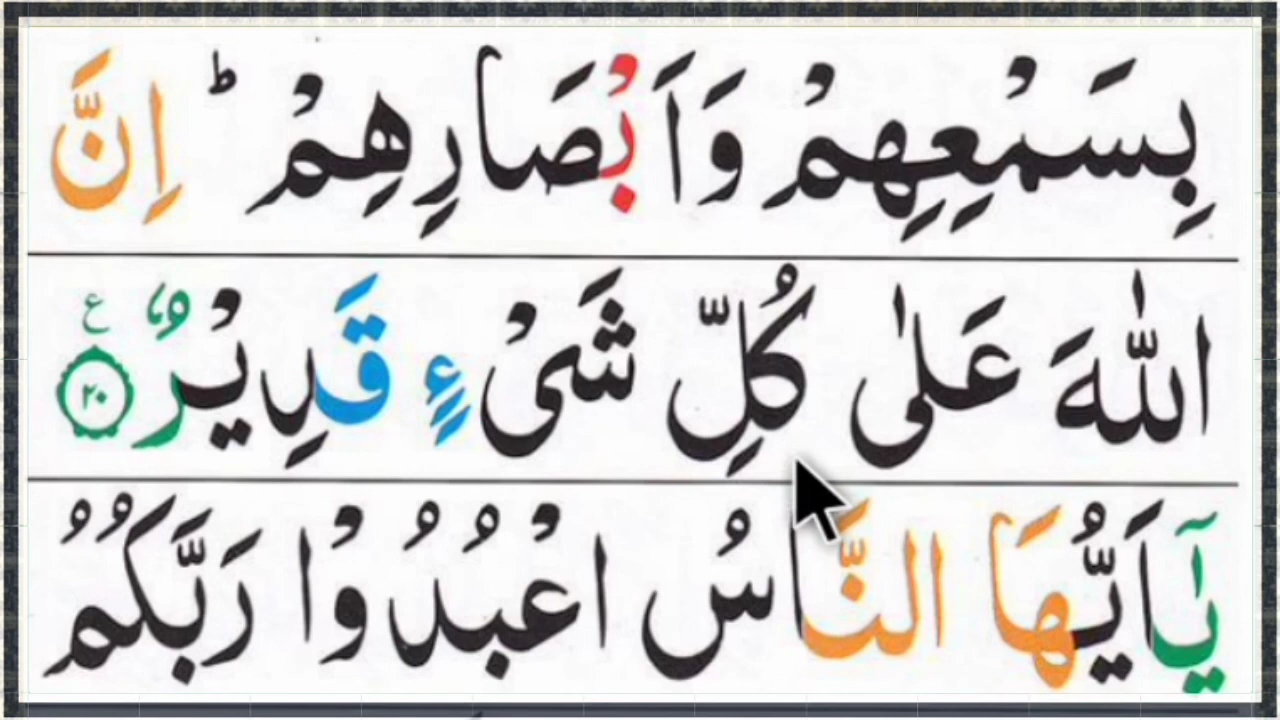 بِسَمْعِهِمْ وَاَبْصَارِهِمْ ؕ اِنَّ
اللّٰهَ عَلٰى كُلِّ شَىْءٍ قَدِيْرٌ ۟ ۲۰ ع
يٰۤاَيُّهَا النَّاسُ اعْبُدُوْا رَبَّكُمُ